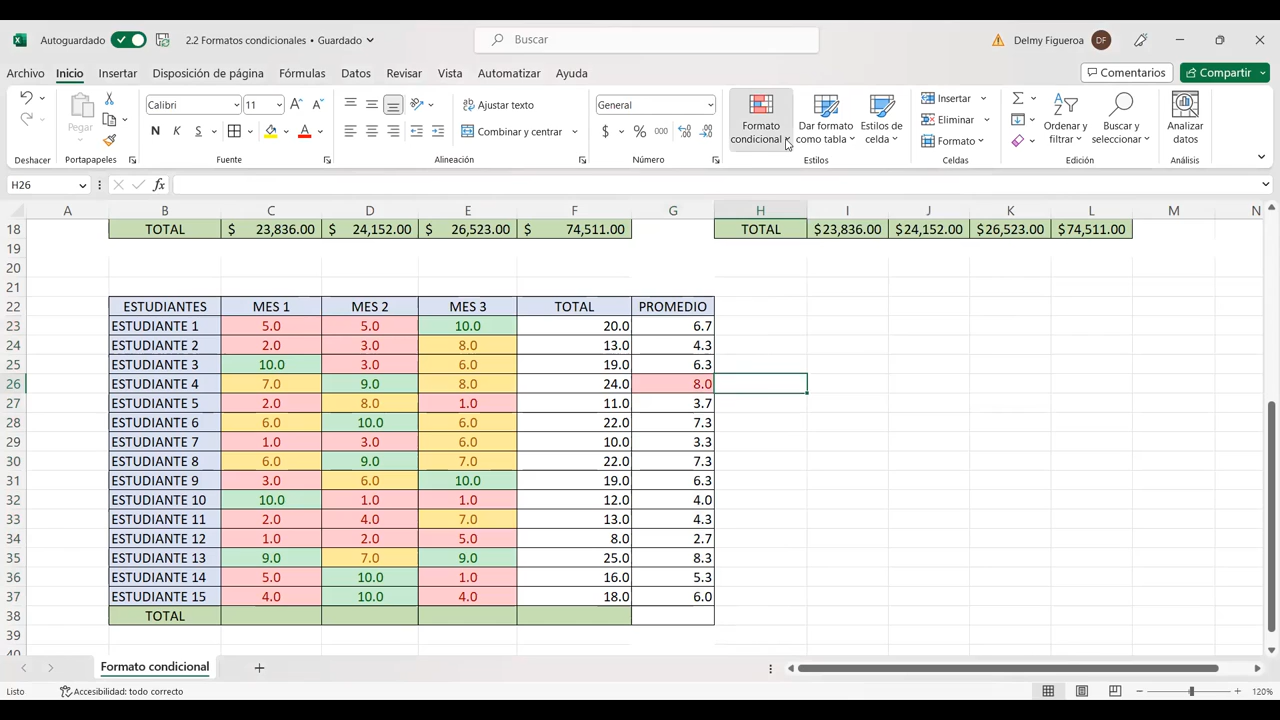 Autoguardado 2.2 Formatos condicionales • Guardado Buscar Delmy Figueroa DF
Archivo Inicio Insertar Disposición de página Fórmulas Datos Revisar Vista Automatizar Ayuda Comentarios Compartir
Pegar
Calibri 11
N K S
Ajustar texto
Combinar y centrar
General
$ % 000
Formato condicional
Dar formato como tabla
Estilos de celda
Insertar
Eliminar
Formato
Ordenar y filtrar
Buscar y seleccionar
Analizar datos
Deshacer Portapapeles Fuente Alineación Número Estilos Celdas Edición Análisis
H26 fx
A B C D E F G H I J K L M N
18 TOTAL $ 23,836.00 $ 24,152.00 $ 26,523.00 $ 74,511.00 TOTAL $23,836.00 $24,152.00 $26,523.00 $74,511.00
19
20
21
22 ESTUDIANTES MES 1 MES 2 MES 3 TOTAL PROMEDIO
23 ESTUDIANTE 1 5.0 5.0 10.0 20.0 6.7
24 ESTUDIANTE 2 2.0 3.0 8.0 13.0 4.3
25 ESTUDIANTE 3 10.0 3.0 6.0 19.0 6.3
26 ESTUDIANTE 4 7.0 9.0 8.0 24.0 8.0
27 ESTUDIANTE 5 2.0 8.0 1.0 11.0 3.7
28 ESTUDIANTE 6 6.0 10.0 6.0 22.0 7.3
29 ESTUDIANTE 7 1.0 3.0 6.0 10.0 3.3
30 ESTUDIANTE 8 6.0 9.0 7.0 22.0 7.3
31 ESTUDIANTE 9 3.0 6.0 10.0 19.0 6.3
32 ESTUDIANTE 10 10.0 1.0 1.0 12.0 4.0
33 ESTUDIANTE 11 2.0 4.0 7.0 13.0 4.3
34 ESTUDIANTE 12 1.0 2.0 5.0 8.0 2.7
35 ESTUDIANTE 13 9.0 7.0 9.0 25.0 8.3
36 ESTUDIANTE 14 5.0 10.0 1.0 16.0 5.3
37 ESTUDIANTE 15 4.0 10.0 4.0 18.0 6.0
38 TOTAL
39
40
Formato condicional
Listo Accesibilidad: todo correcto 120%